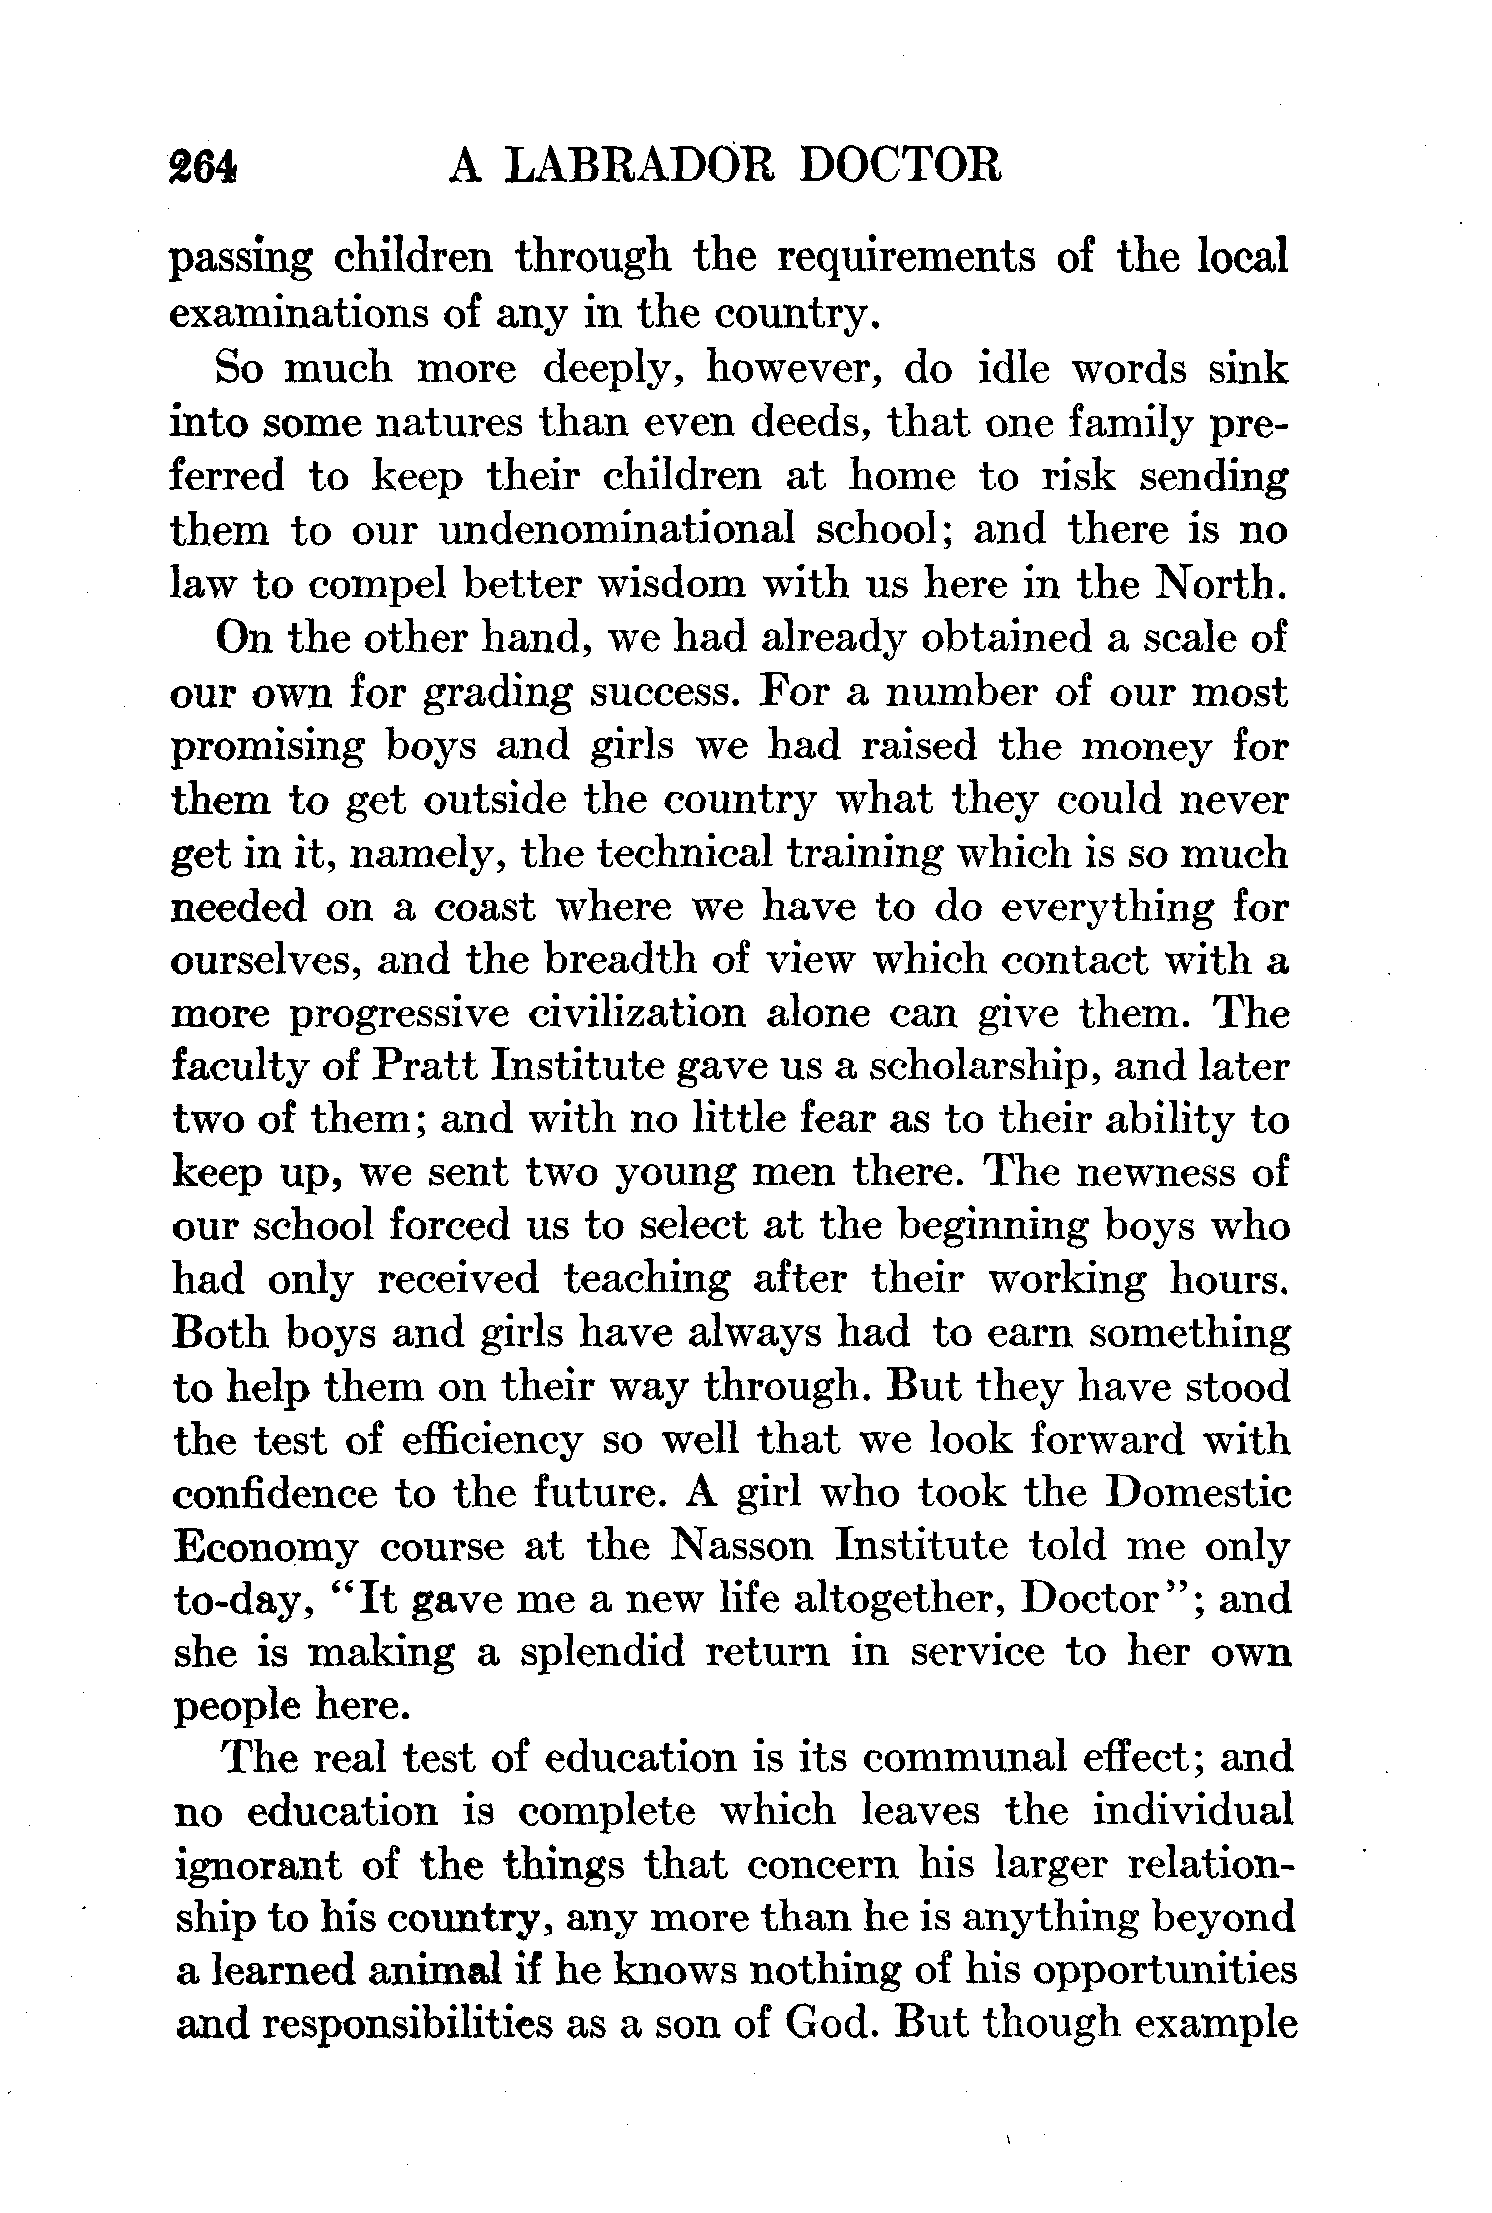 264 A LABRADOR DOCTOR
passing children through the requirements of the local
examinations of any in the country.
So much more deeply, however, do idle words sink
into some natures than even deeds, that one family pre-
ferred to keep their children at home to risk sending
them to our undenominational school; and there is no
law to compel better wisdom with us here in the North.
On the other hand, we had already obtained a scale of
our own for grading success. For a number of our most
promising boys and girls we had raised the money for
them to get outside the country what they could never
get in it, namely, the technical training which is so much
needed on a coast where we have to do everything for
ourselves, and the breadth of view which contact with a
more progressive civilization alone can give them. The
faculty of Pratt Institute gave us a scholarship, and later
two of them; and with no little fear as to their ability to
keep up, we sent two young men there. The newness of
our school forced us to select at the beginning boys who
had only received teaching after their working hours.
Both boys and girls have always had to earn something
to help them on their way through. But they have stood
the test of efficiency so well that we look forward with
confidence to the future. A girl who took the Domestic
Economy course at the Nasson Institute told me only
to-day, "It gave me a new life altogether, Doctor"; and
she is making a splendid return in service to her own
people here.
The real test of education is its communal effect; and
no education is complete which leaves the individual
ignorant of the things that concern his larger relation-
ship to his country, any more than he is anything beyond
a learned animal if he knows nothing of his opportunities
and responsibilities as a son of God. But though example